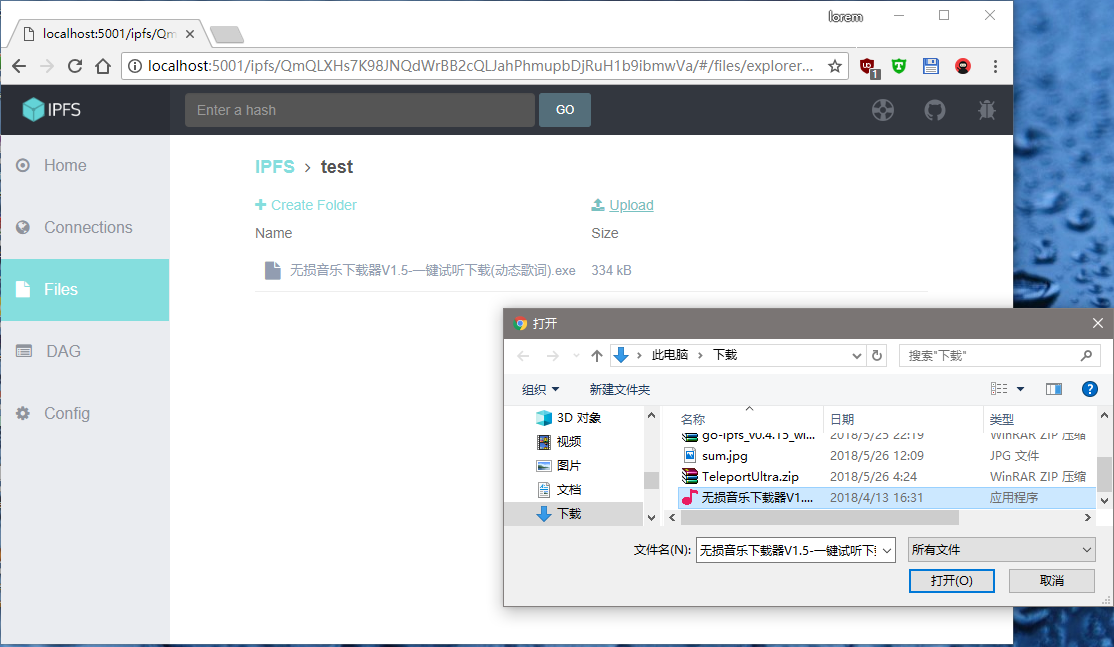 lorem
localhost:5001/ipfs/Qm
localhost:5001/ipfs/QmQLXHs7K98JNQdWrBB2cQLJahPhmupbDjRuH1b9ibmwVa/#/files/explorer...
1
IPFS
Enter a hash
GO
Home
Connections
Files
DAG
Config
IPFS > test
Create Folder
Upload
Name
Size
无损音乐下载器V1.5-一键试听下载(动态歌词).exe
334 kB
打开
此电脑 > 下载
搜索"下载"
组织
新建文件夹
3D 对象
视频
图片
文档
下载
名称
日期
类型
go-ipfs_v0.4.15_wi...
2018/5/25 22:19
WinRAR ZIP 压缩
sum.jpg
2018/5/26 12:09
JPG 文件
TeleportUltra.zip
2018/5/26 4:24
WinRAR ZIP 压缩
无损音乐下载器V1....
2018/4/13 16:31
应用程序
文件名(N):
无损音乐下载器V1.5-一键试听下
所有文件
打开(O)
取消